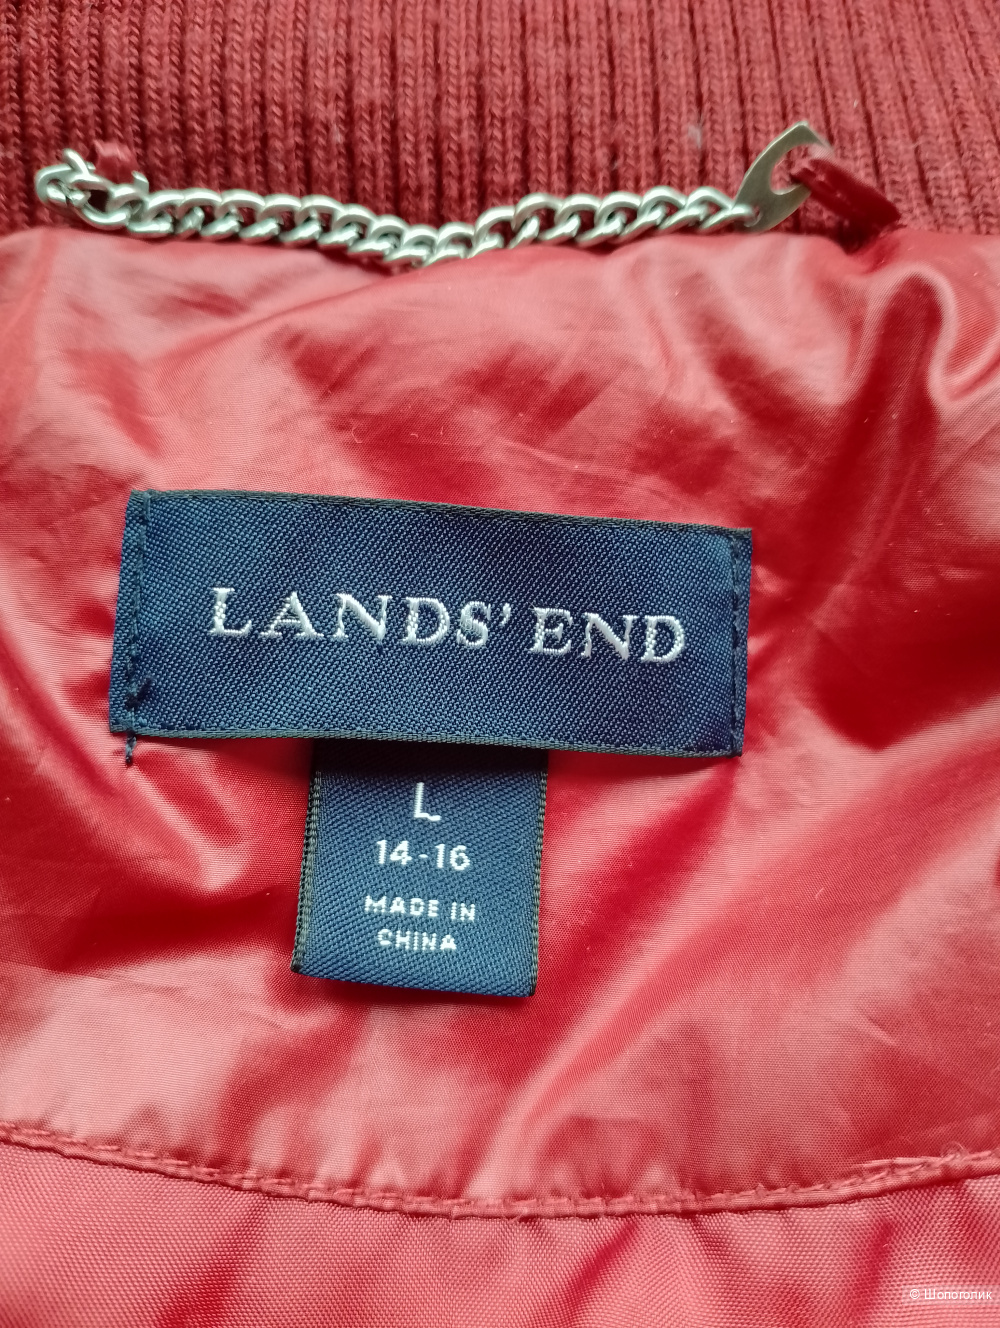 LANDS' END
L
14-16
MADE IN
CHINA
© Шопоголик